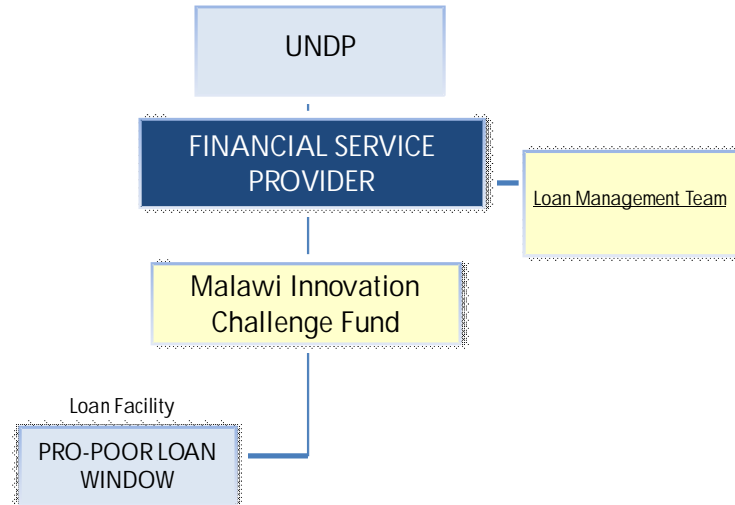 UNDP
FINANCIAL SERVICE
PROVIDER
Loan Management Team
Malawi Innovation
Challenge Fund
Loan Facility
PRO-POOR LOAN
WINDOW